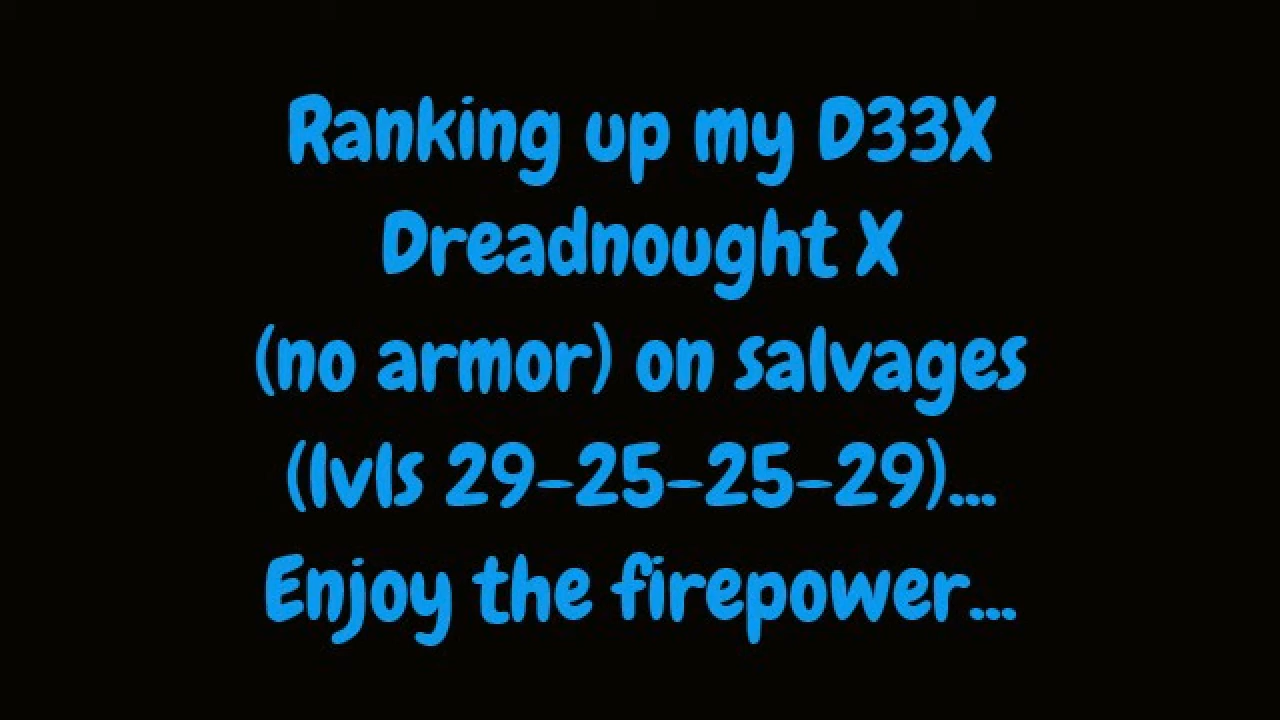 Ranking up my D33X
Dreadnought X
(no armor) on salvages
(lvls 29-25-25-29)...
Enjoy the firepower...